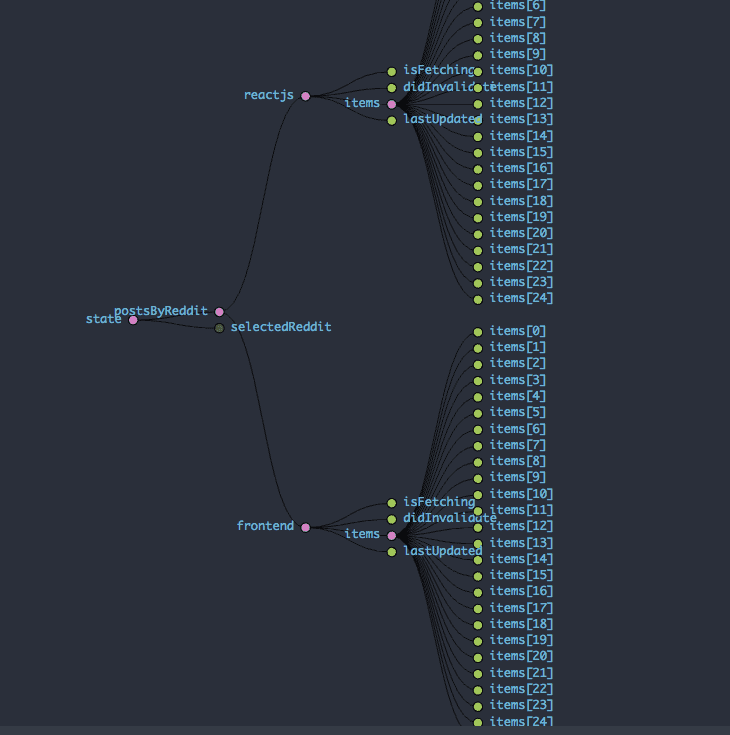 state
postsByReddit
selectedReddit
reactjs
isFetching
didInvalidate
items
lastUpdated
items[6]
items[7]
items[8]
items[9]
items[10]
items[11]
items[12]
items[13]
items[14]
items[15]
items[16]
items[17]
items[18]
items[19]
items[20]
items[21]
items[22]
items[23]
items[24]
frontend
isFetching
didInvalidate
items
lastUpdated
items[0]
items[1]
items[2]
items[3]
items[4]
items[5]
items[6]
items[7]
items[8]
items[9]
items[10]
items[11]
items[12]
items[13]
items[14]
items[15]
items[16]
items[17]
items[18]
items[19]
items[20]
items[21]
items[22]
items[23]
items[24]